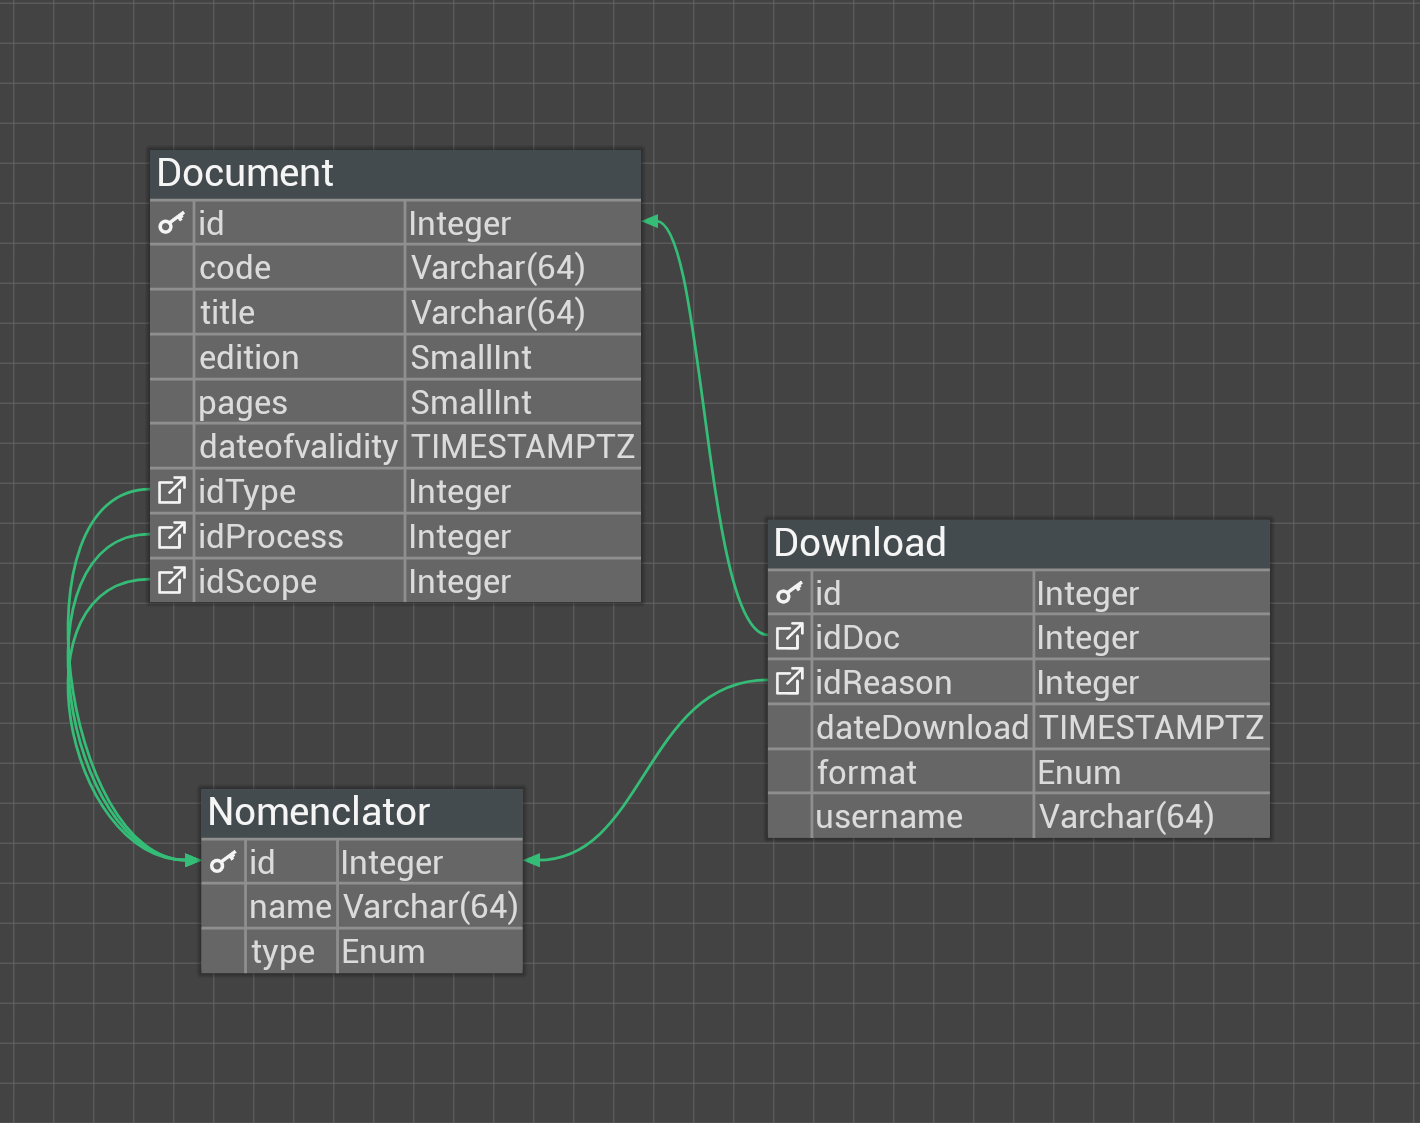 Document
id Integer
code Varchar(64)
title Varchar(64)
edition SmallInt
pages SmallInt
dateofvalidity TIMESTAMPTZ
idType Integer
idProcess Integer
idScope Integer
Download
id Integer
idDoc Integer
idReason Integer
dateDownload TIMESTAMPTZ
format Enum
username Varchar(64)
Nomenclator
id Integer
name Varchar(64)
type Enum